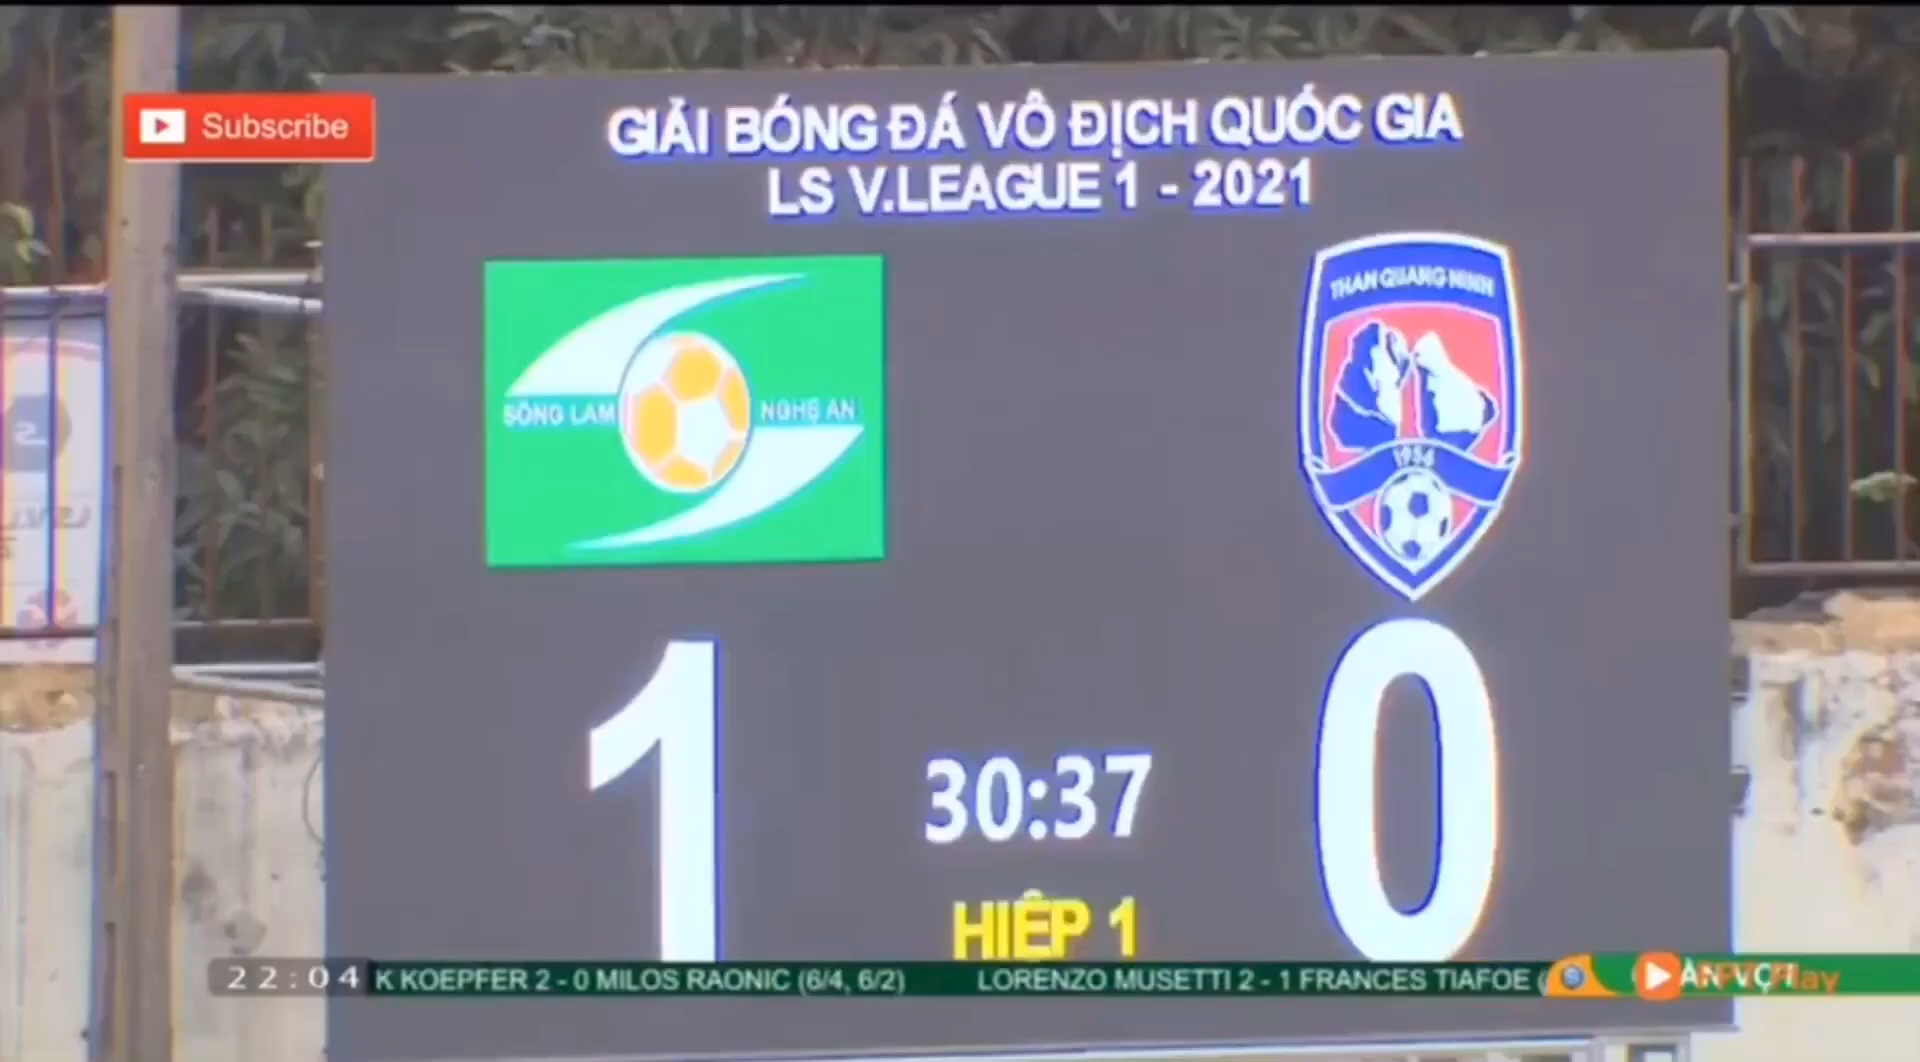 Subscribe
GIẢI BÓNG ĐÁ VÔ ĐỊCH QUỐC GIA
LS V.LEAGUE 1 - 2021
SÔNG LAM NGHỆ AN
THAN QUANG NINH
1956
1 0
30:37
HIỆP 1
22:04 K KOEPFER 2 - 0 MILOS RAONIC (6/4, 6/2) LORENZO MUSETTI 2 - 1 FRANCES TIAFOE (